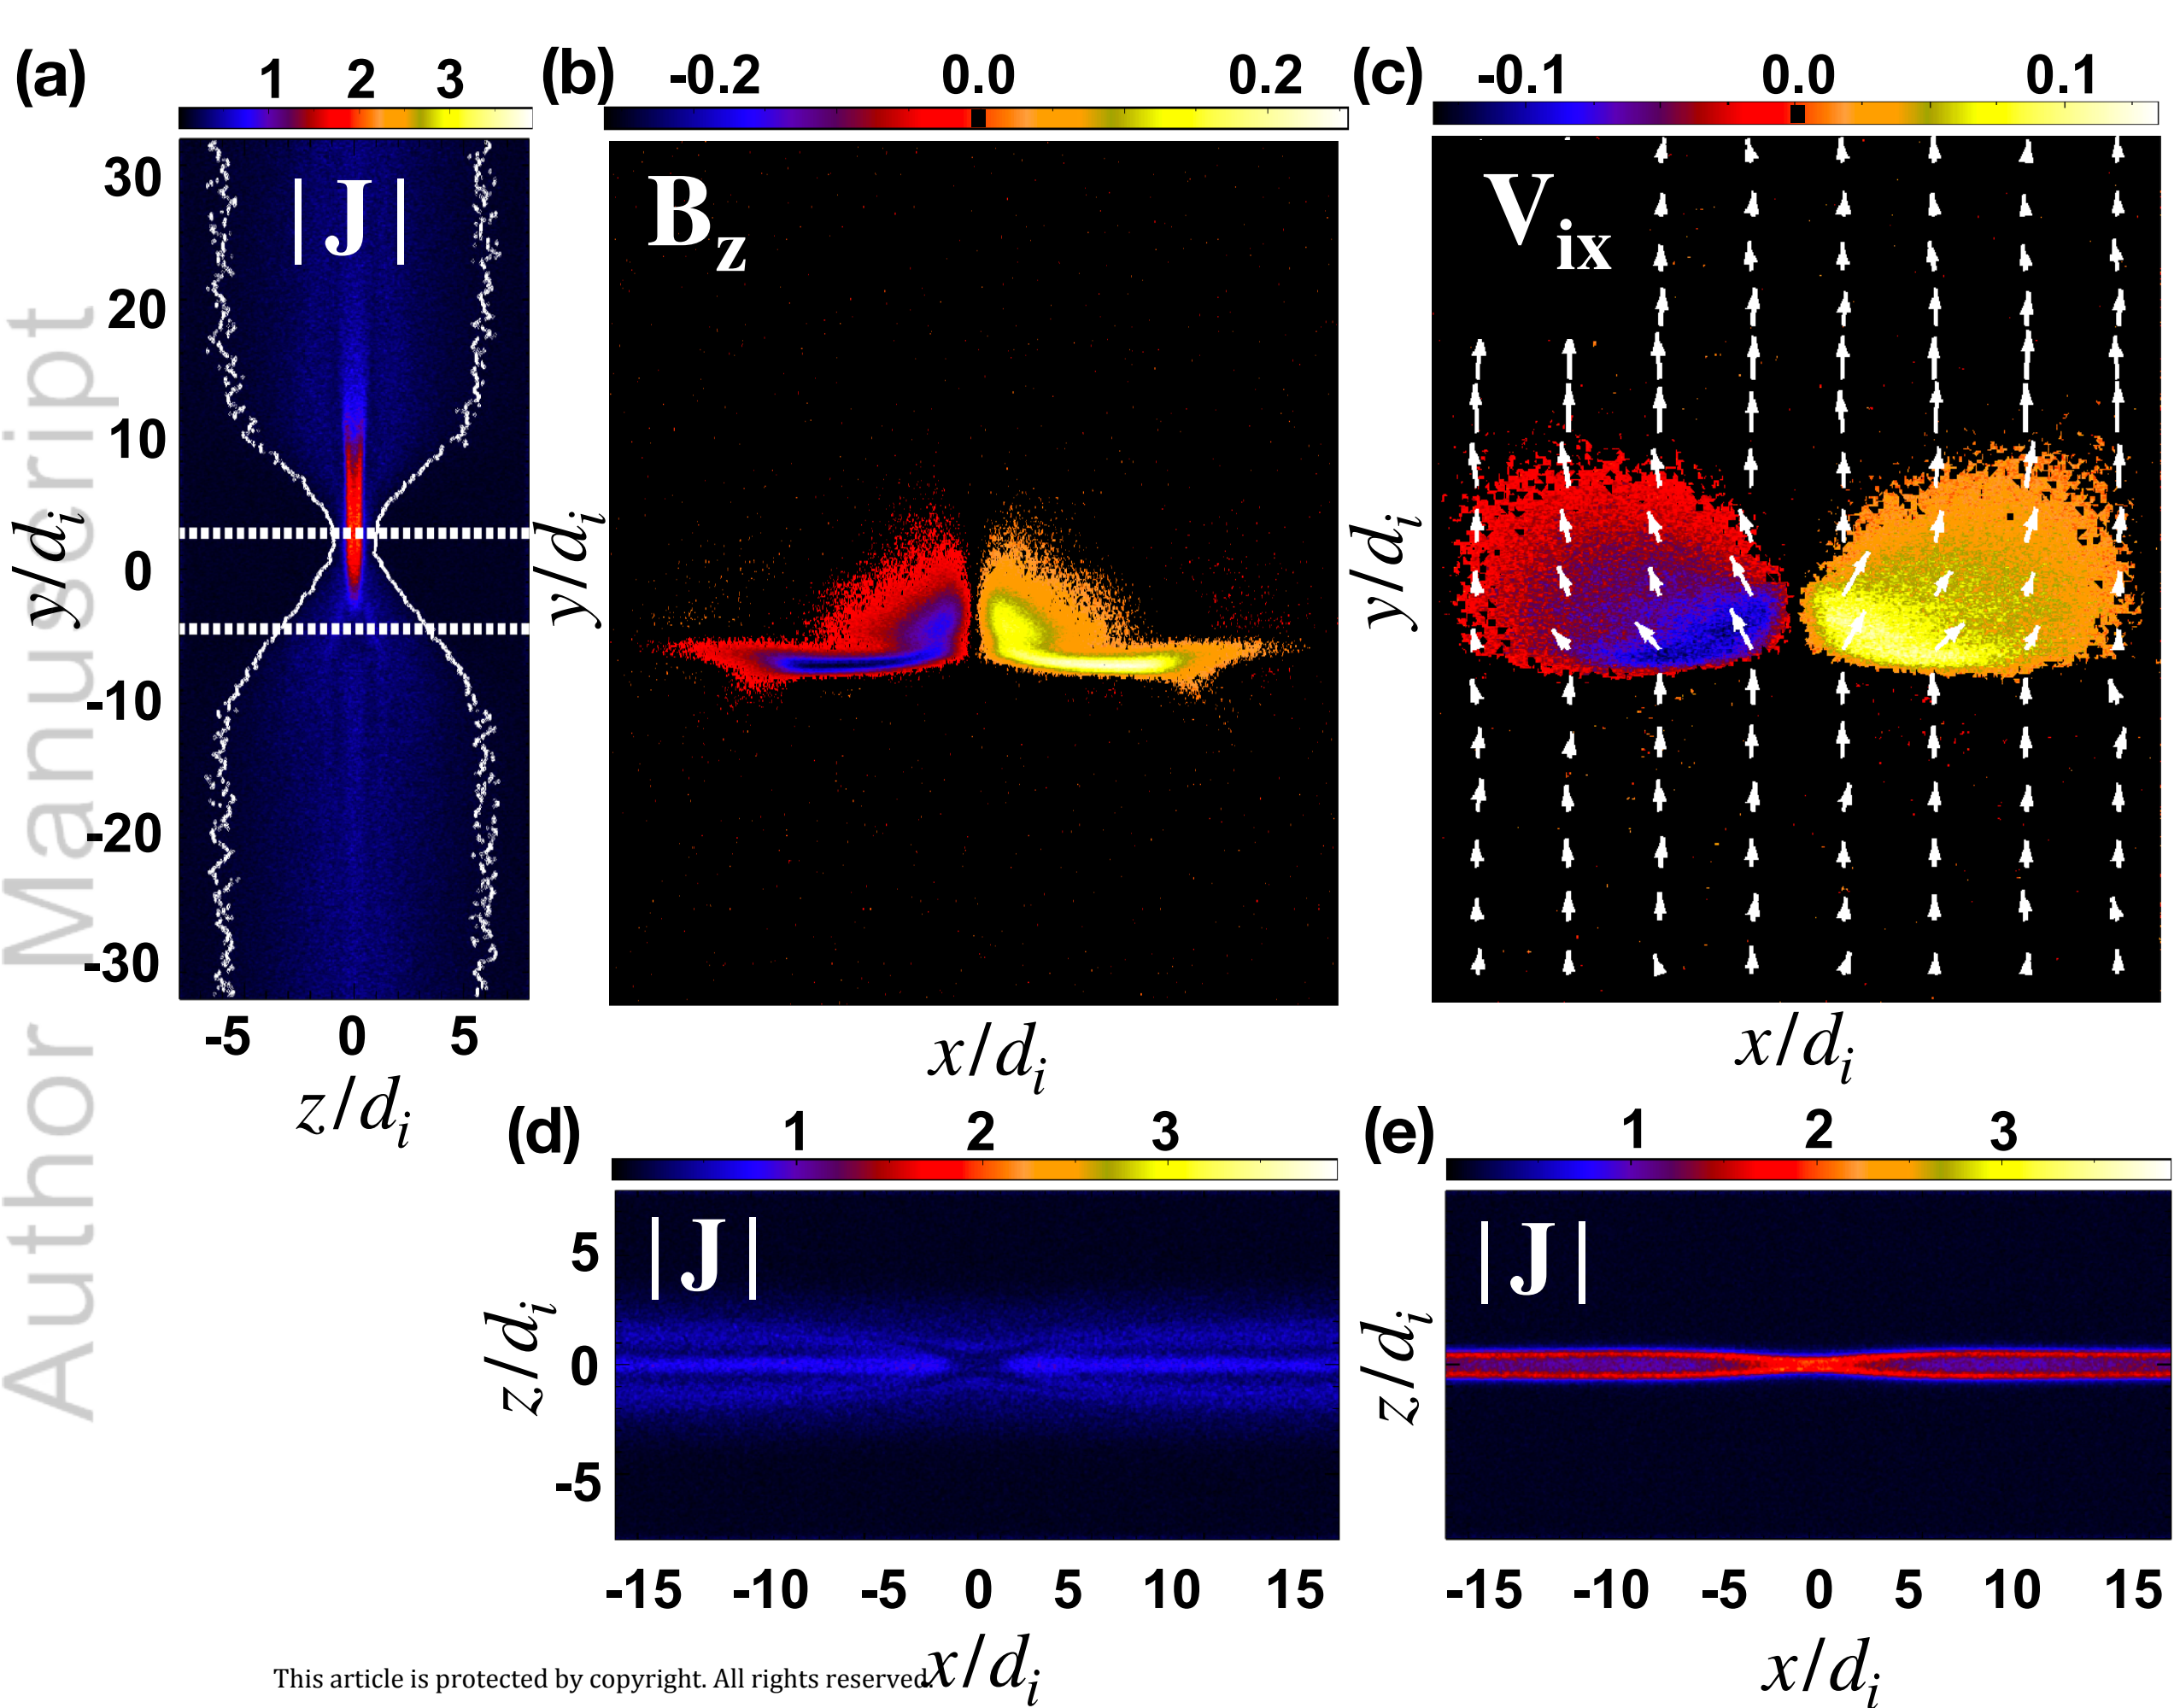 Author Manuscript
(a)
1 2 3
|J|
30
20
10
0
-10
-20
-30
y/d_i
-5 0 5
z/d_i
(b)
-0.2 0.0 0.2
B_z
y/d_i
x/d_i
(c)
-0.1 0.0 0.1
V_ix
y/d_i
x/d_i
(d)
1 2 3
|J|
5
0
-5
z/d_i
-15 -10 -5 0 5 10 15
x/d_i
(e)
1 2 3
|J|
z/d_i
-15 -10 -5 0 5 10 15
x/d_i
This article is protected by copyright. All rights reserved.